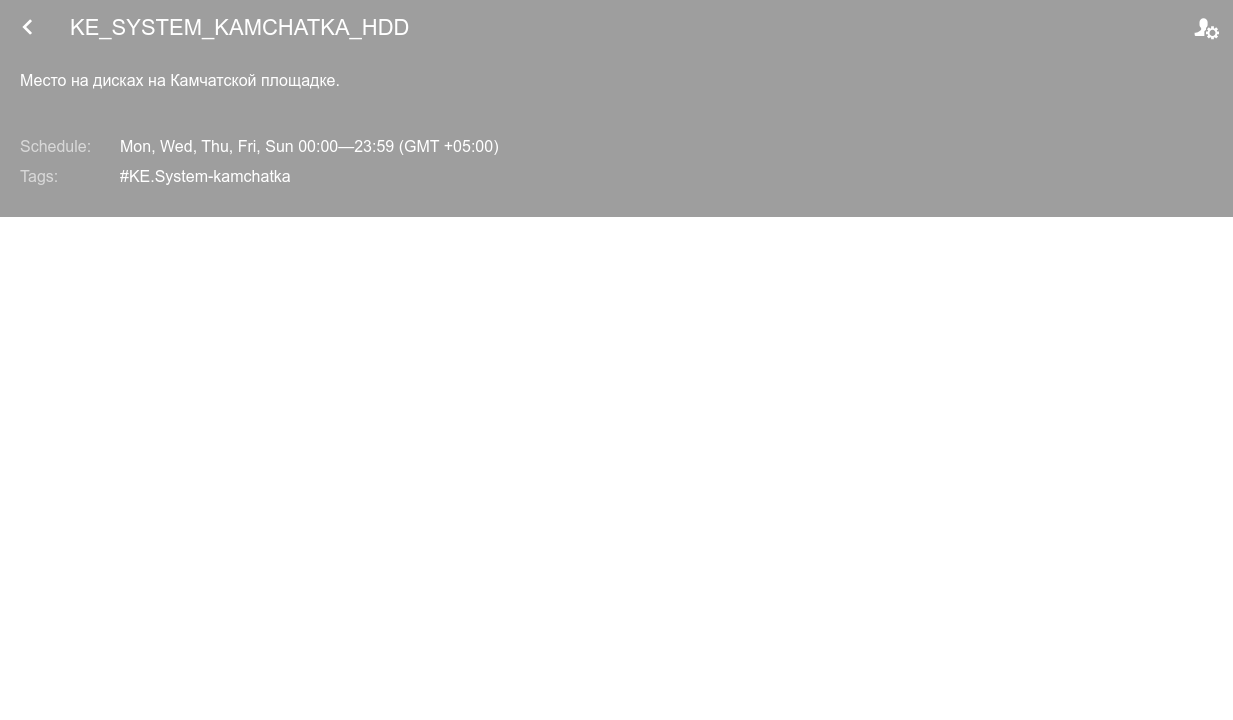 KE_SYSTEM_KAMCHATKA_HDD
Место на дисках на Камчатской площадке.
Schedule: Mon, Wed, Thu, Fri, Sun 00:00—23:59 (GMT +05:00)
Tags: #KE.System-kamchatka